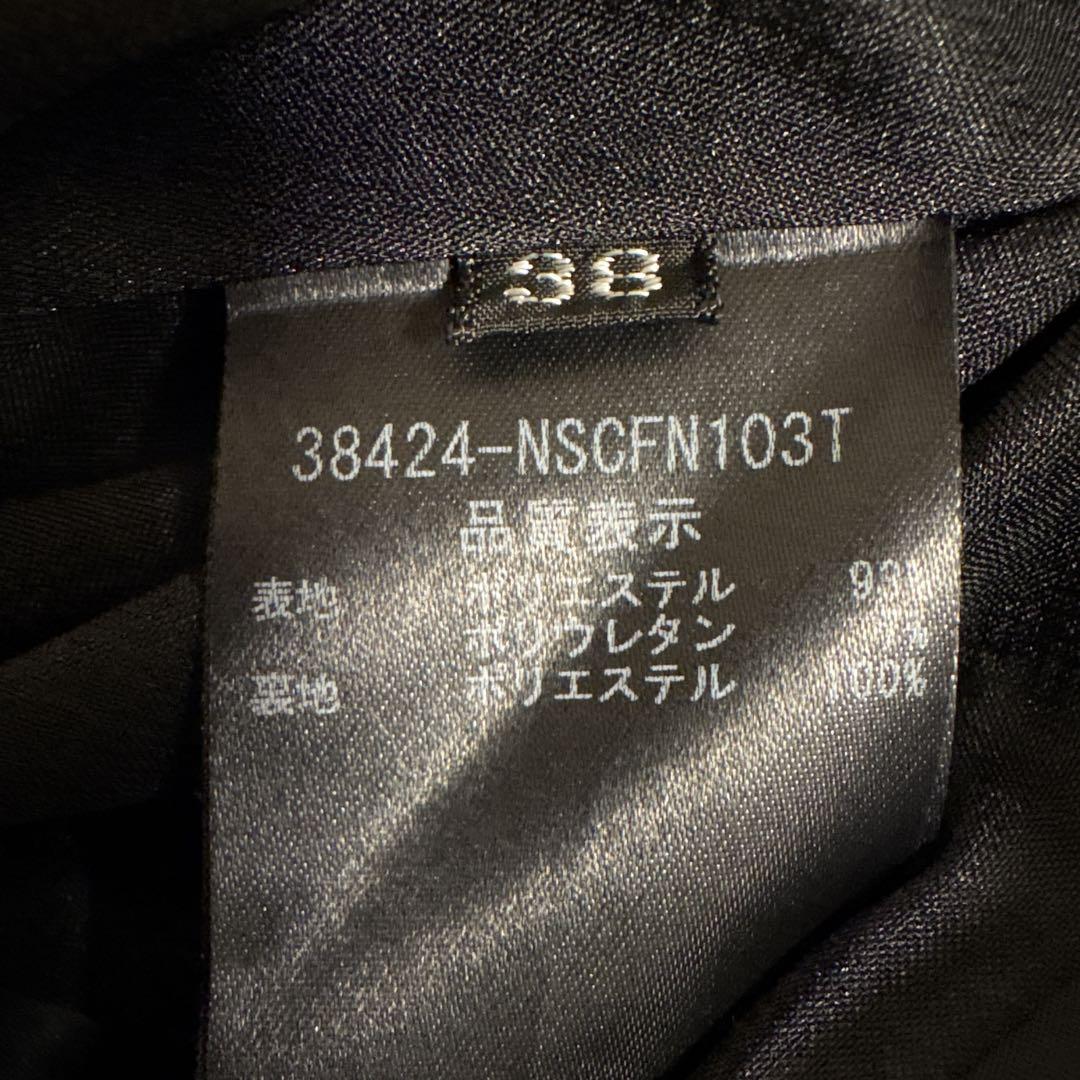 38
38424-NSCFN103T
品質表示
表地 ポリエステル
ポリウレタン
裏地 ポリエステル 100%